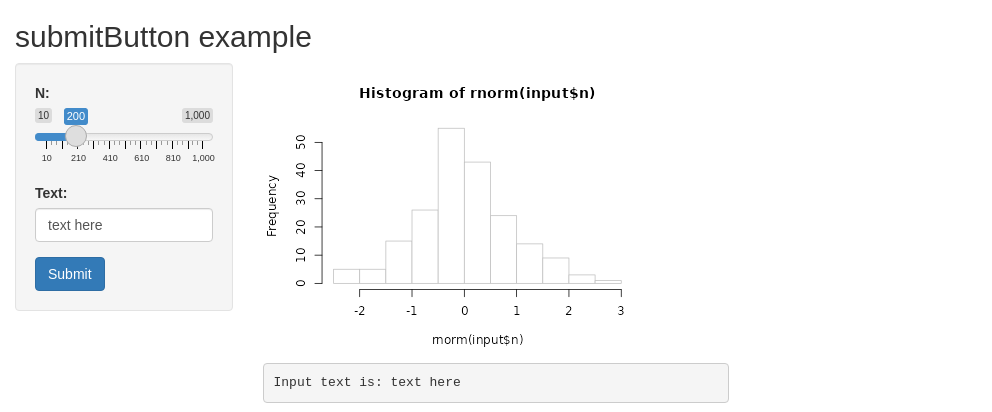 submitButton example
N:
10 200 1,000
10 210 410 610 810 1,000
Text:
text here
Submit
Histogram of rnorm(input$n)
Frequency
0 10 20 30 40 50
-2 -1 0 1 2 3
rnorm(input$n)
Input text is: text here